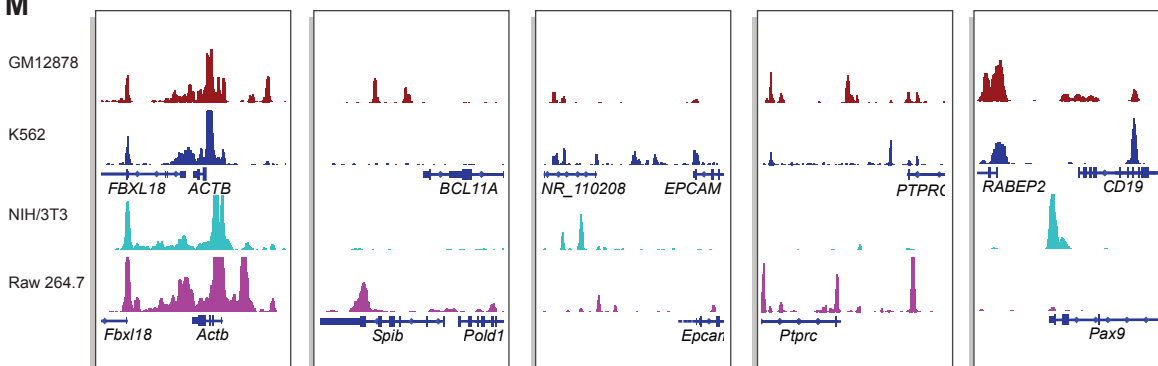 M
GM12878
K562
FBXL18 ACTB BCL11A NR_110208 EPCAM PTPRC RABEP2 CD19
NIH/3T3
Raw 264.7
Fbxl18 Actb Spib Pold1 Epcam Ptprc Pax9